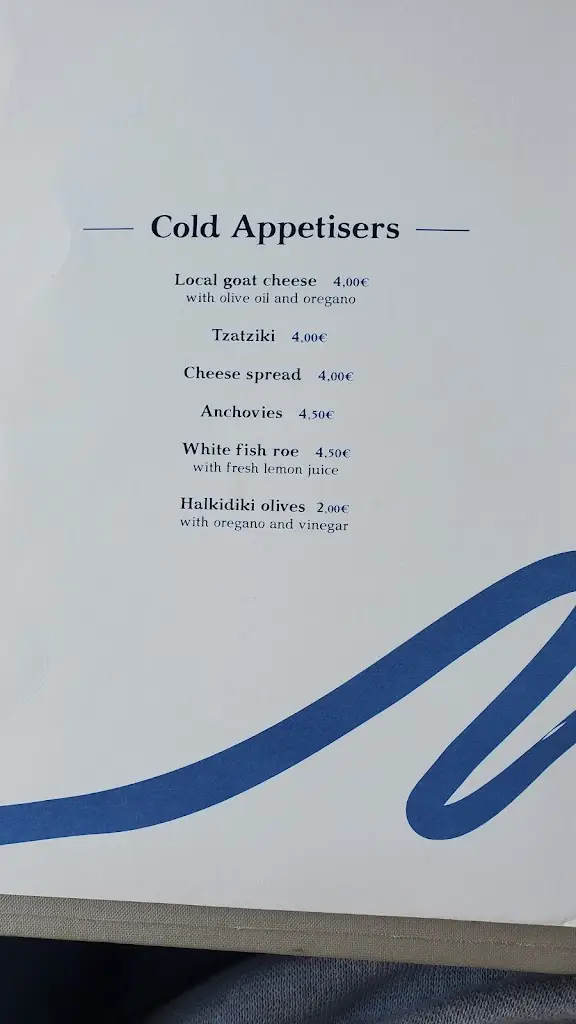 Cold Appetisers
Local goat cheese 4,00€
with olive oil and oregano
Tzatziki 4,00€
Cheese spread 4,00€
Anchovies 4,50€
White fish roe 4,50€
with fresh lemon juice
Halkidiki olives 2,00€
with oregano and vinegar